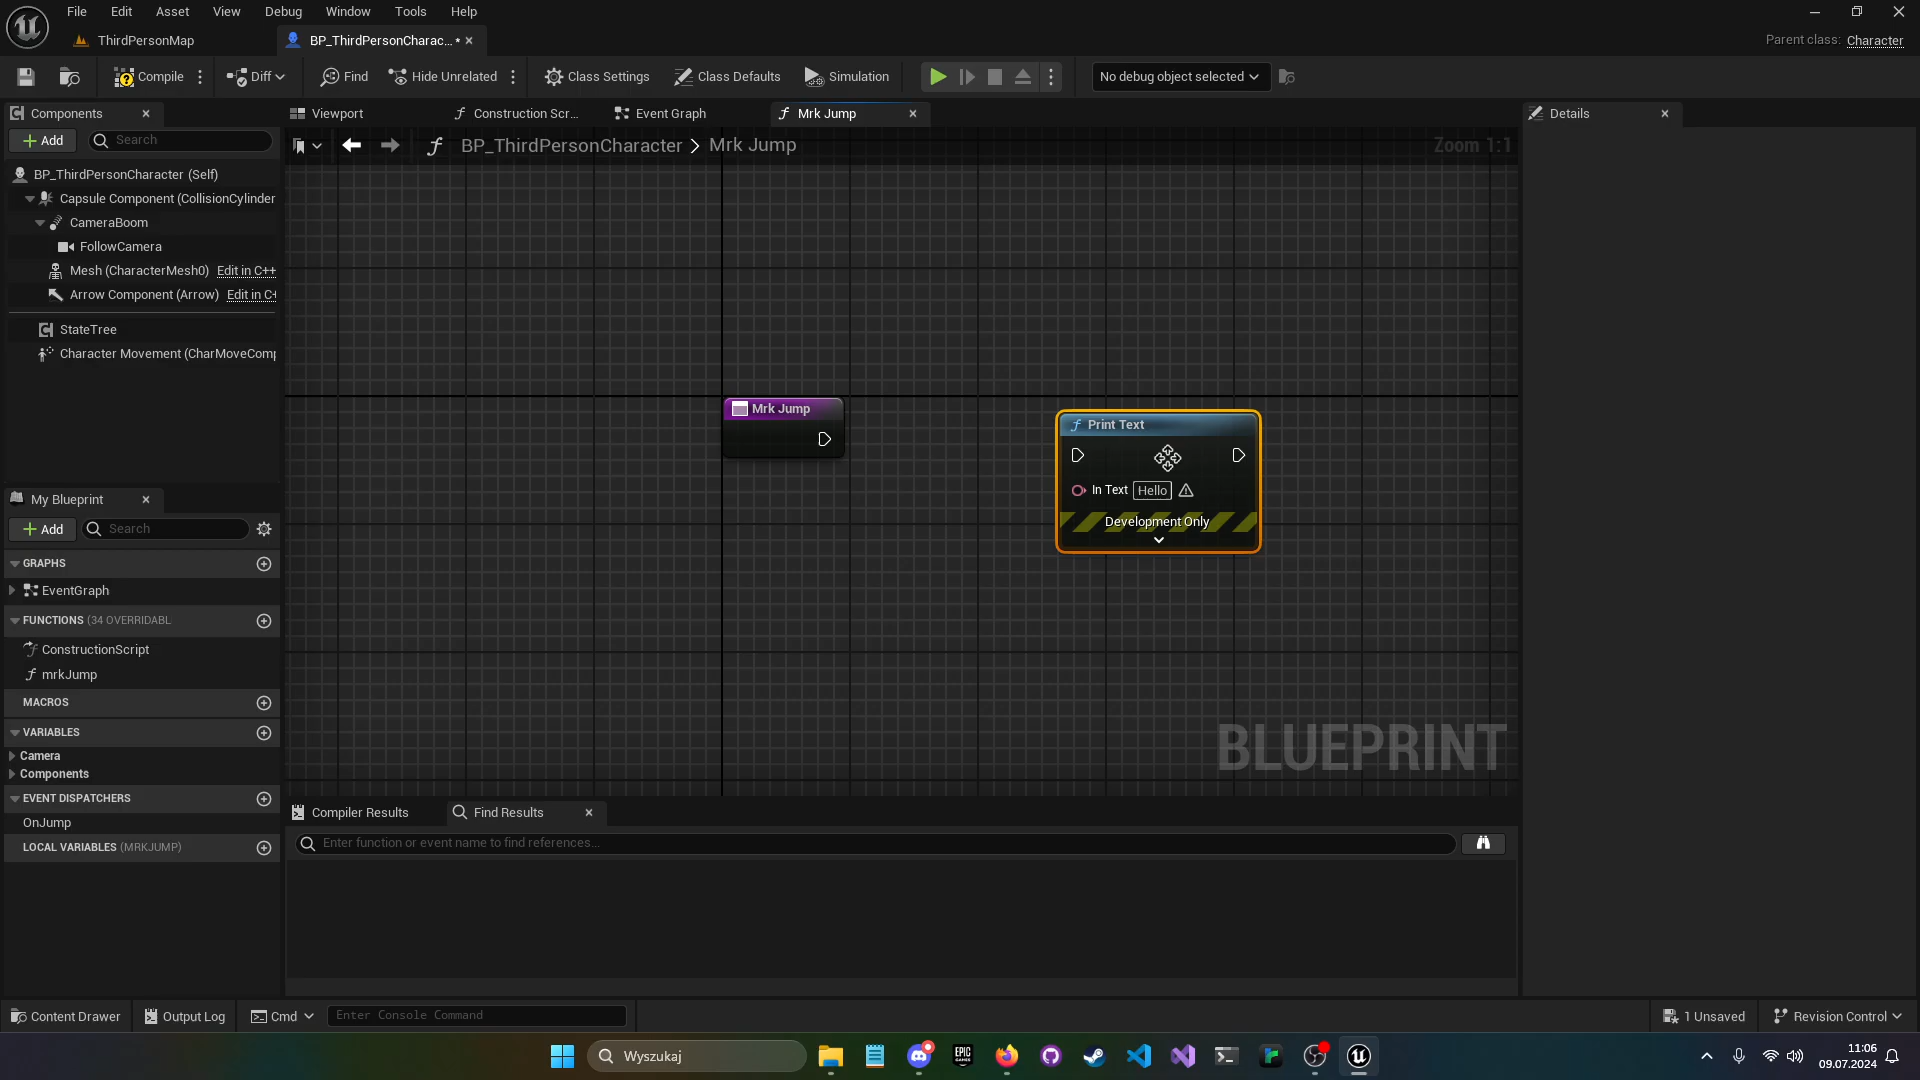 File Edit Asset View Debug Window Tools Help
ThirdPersonMap BP_ThirdPersonCharac... • Parent class: Character
Compile Diff Find Hide Unrelated Class Settings Class Defaults Simulation No debug object selected
Components Viewport Construction Scr... Event Graph Mrk Jump Details
Add Search BP_ThirdPersonCharacter > Mrk Jump Zoom 1:1
BP_ThirdPersonCharacter (Self)
Capsule Component (CollisionCylinder
CameraBoom
FollowCamera
Mesh (CharacterMesh0) Edit in C++
Arrow Component (Arrow) Edit in C+
StateTree
Character Movement (CharMoveComp
Mrk Jump
Print Text
In Text Hello
Development Only
My Blueprint
Add Search
GRAPHS
EventGraph
FUNCTIONS (34 OVERRIDABL
ConstructionScript
mrkJump
MACROS
VARIABLES
Camera
Components
EVENT DISPATCHERS
OnJump
LOCAL VARIABLES (MRKJUMP)
BLUEPRINT
Compiler Results Find Results
Enter function or event name to find references...
Content Drawer Output Log Cmd Enter Console Command 1 Unsaved Revision Control
Wyszukaj EPIC GAMES 11:06
09.07.2024